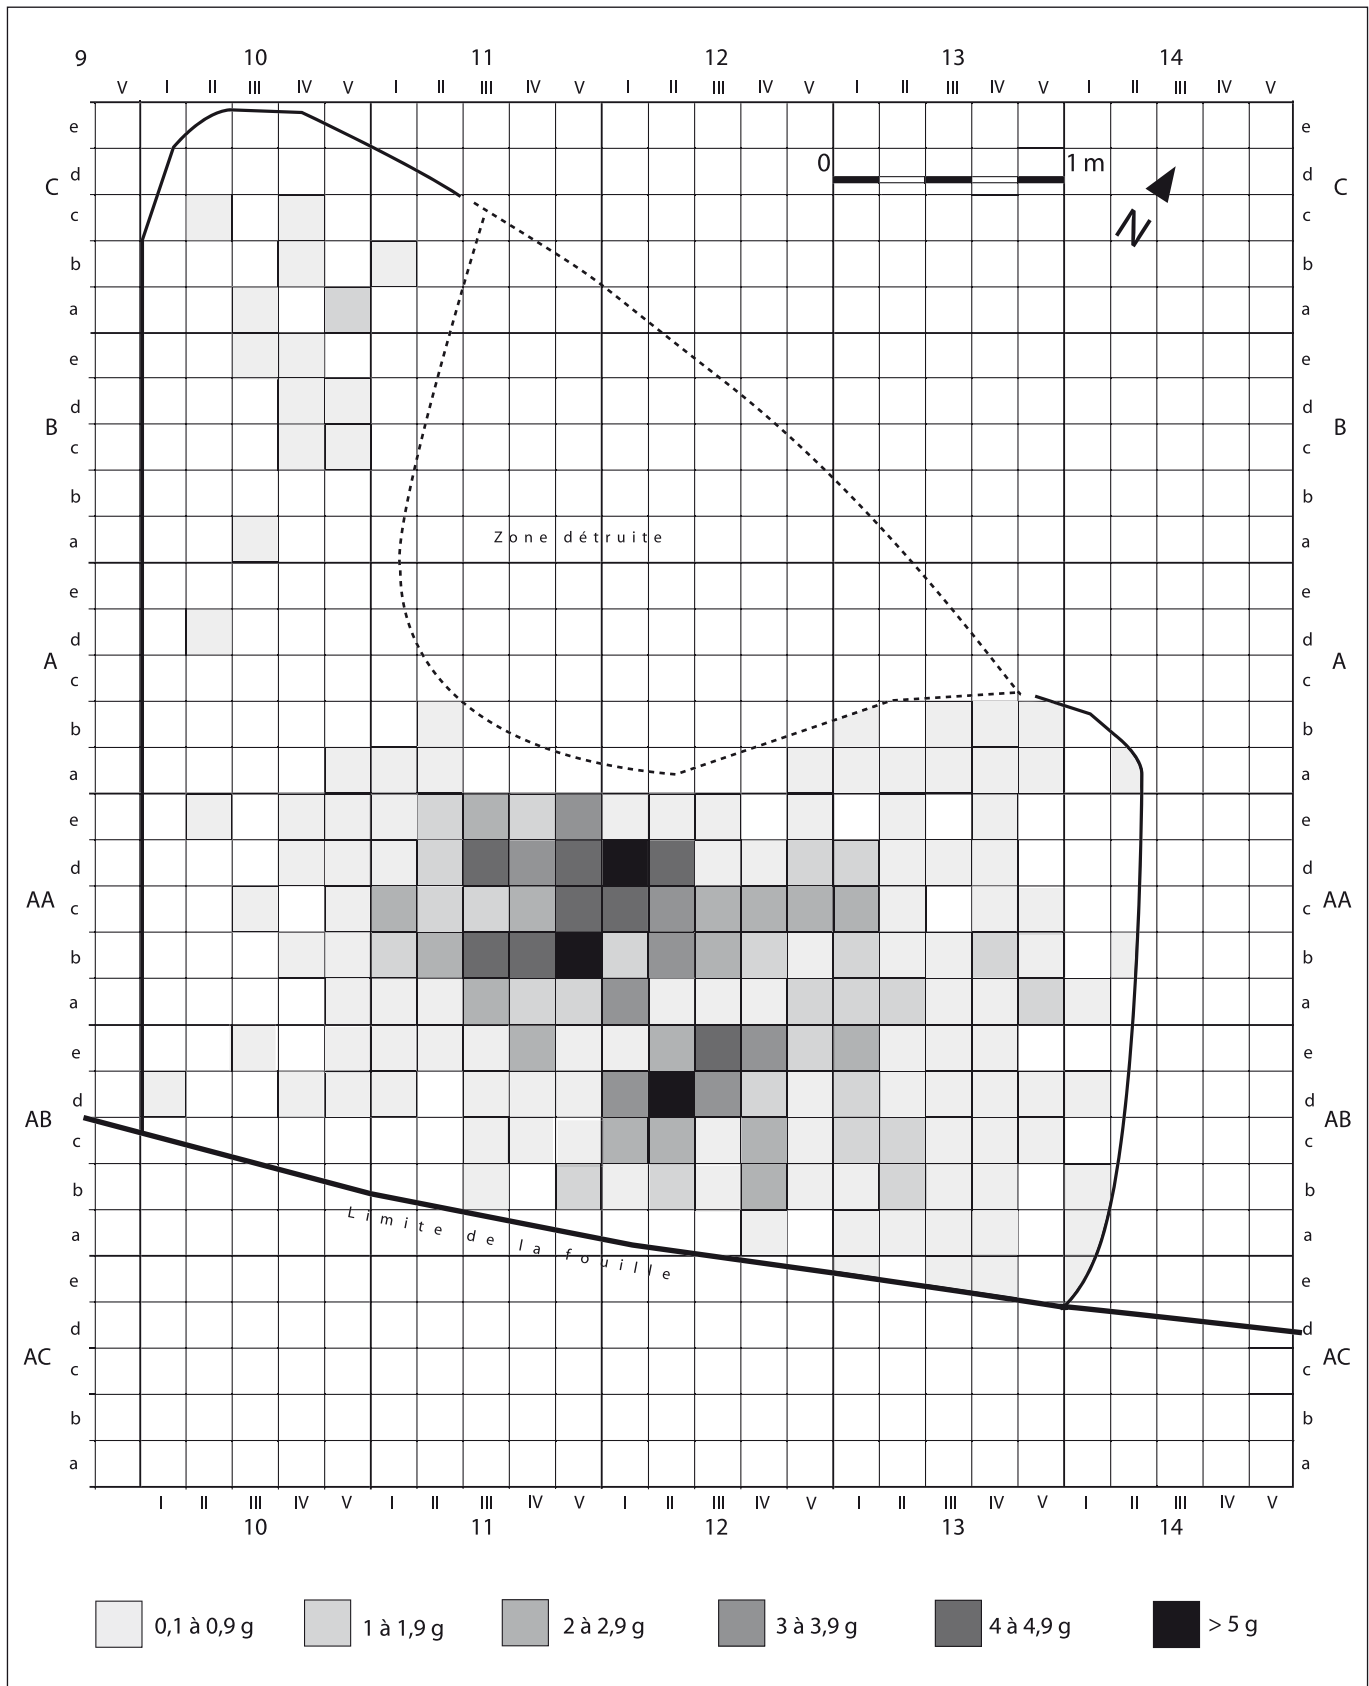 9 10 11 12 13 14
V I II III IV V I II III IV V I II III IV V I II III IV V I II III IV V
e e
0 1 m
d d
C C
c c
N
b b
a a
e e
d d
B B
c c
b b
Zone détruite
a a
e e
d d
A A
c c
b b
a a
e e
d d
AA AA
c c
b b
a a
e e
d d
AB AB
c c
b b
Limite de la fouille
a a
e e
d d
AC AC
c c
b b
a a
I II III IV V I II III IV V I II III IV V I II III IV V I II III IV V
10 11 12 13 14
0,1 à 0,9 g 1 à 1,9 g 2 à 2,9 g 3 à 3,9 g 4 à 4,9 g > 5 g